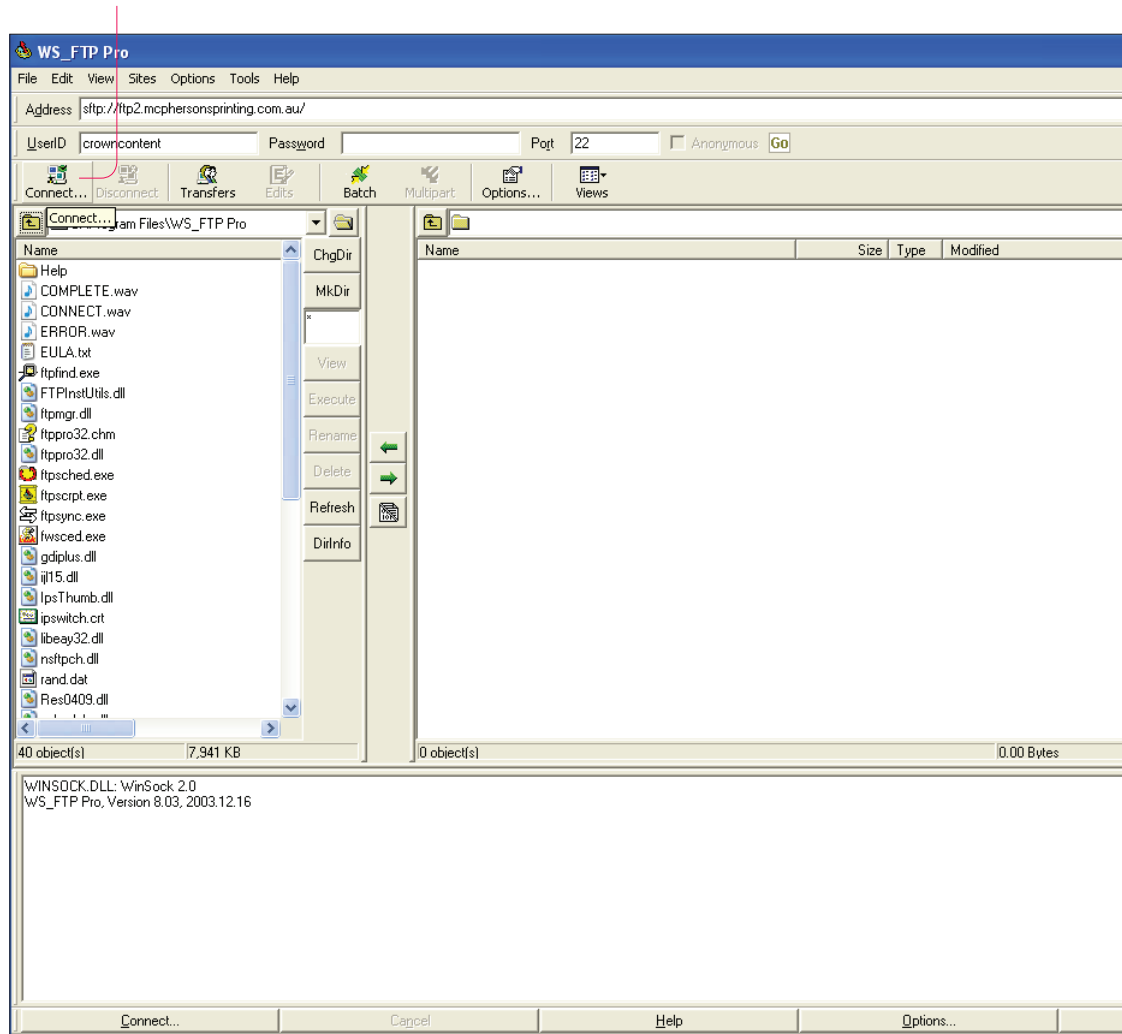 WS_FTP Pro
File Edit View Sites Options Tools Help
Address sftp://ftp2.mcphersonsprinting.com.au/
UserID crowncontent Password Port 22 Anonymous Go
Connect... Disconnect Transfers Edits Batch Multipart Options... Views
Connect... Program Files\WS_FTP Pro
Name
Help
COMPLETE.wav
CONNECT.wav
ERROR.wav
EULA.txt
ftpfind.exe
FTPInstUtils.dll
ftpmgr.dll
ftppro32.chm
ftppro32.dll
ftpsched.exe
ftpscrpt.exe
ftpsync.exe
fwsced.exe
gdiplus.dll
ijl15.dll
IpsThumb.dll
ipswitch.crt
libeay32.dll
nsftpch.dll
rand.dat
Res0409.dll
40 object(s) 7,941 KB
ChgDir
MkDir
*
View
Execute
Rename
Delete
Refresh
DirInfo
Name Size Type Modified
0 object(s) 0.00 Bytes
WINSOCK.DLL: WinSock 2.0
WS_FTP Pro, Version 8.03, 2003.12.16
Connect... Cancel Help Options...